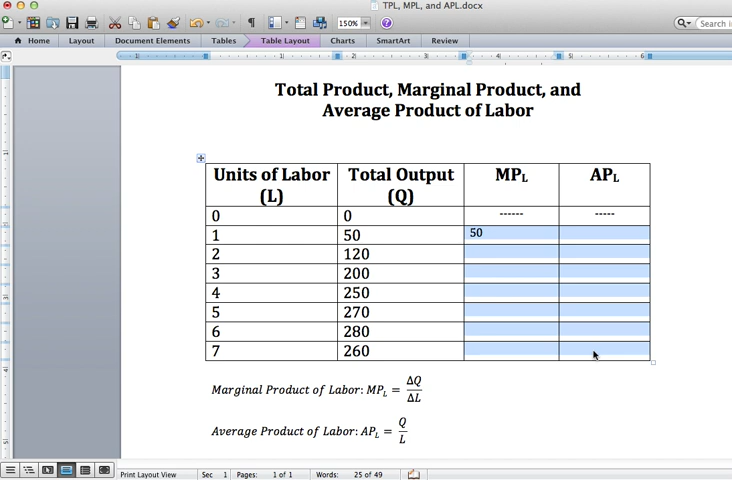 TPL, MPL, and APL.docx
150%
Search in
Home Layout Document Elements Tables Table Layout Charts SmartArt Review
Total Product, Marginal Product, and
Average Product of Labor
Units of Labor (L) Total Output (Q) MPL APL
0 0 ------ -----
1 50 50
2 120
3 200
4 250
5 270
6 280
7 260
Marginal Product of Labor: MPL = ΔQ/ΔL
Average Product of Labor: APL = Q/L
Print Layout View Sec 1 Pages: 1 of 1 Words: 25 of 49